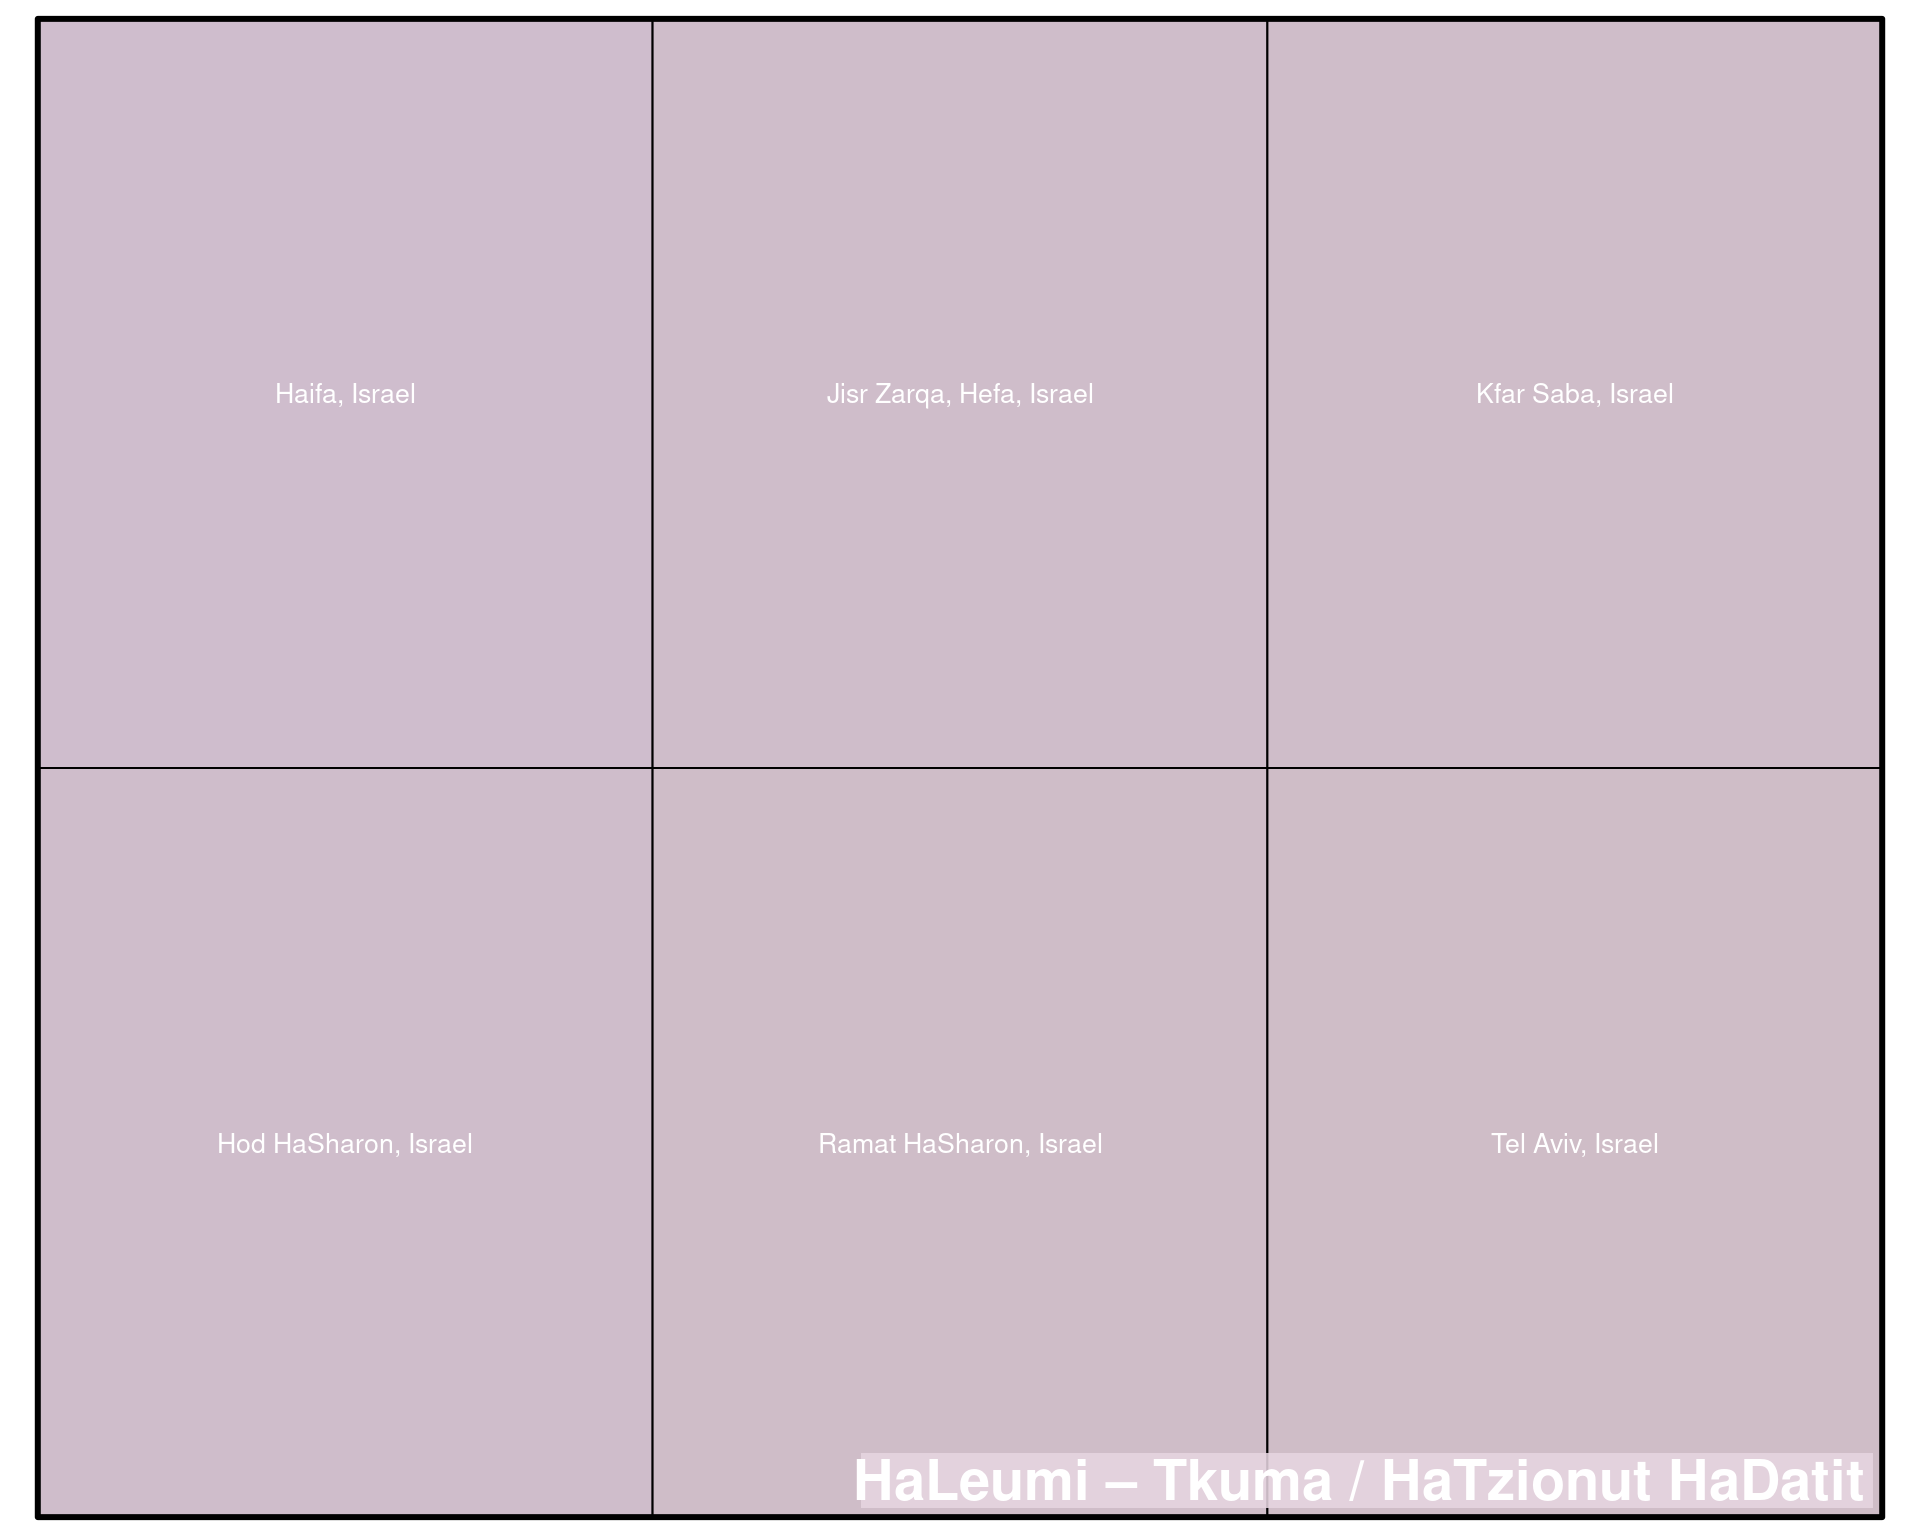 Haifa, Israel
Jisr Zarqa, Hefa, Israel
Kfar Saba, Israel
Hod HaSharon, Israel
Ramat HaSharon, Israel
Tel Aviv, Israel
HaLeumi – Tkuma / HaTzionut HaDatit